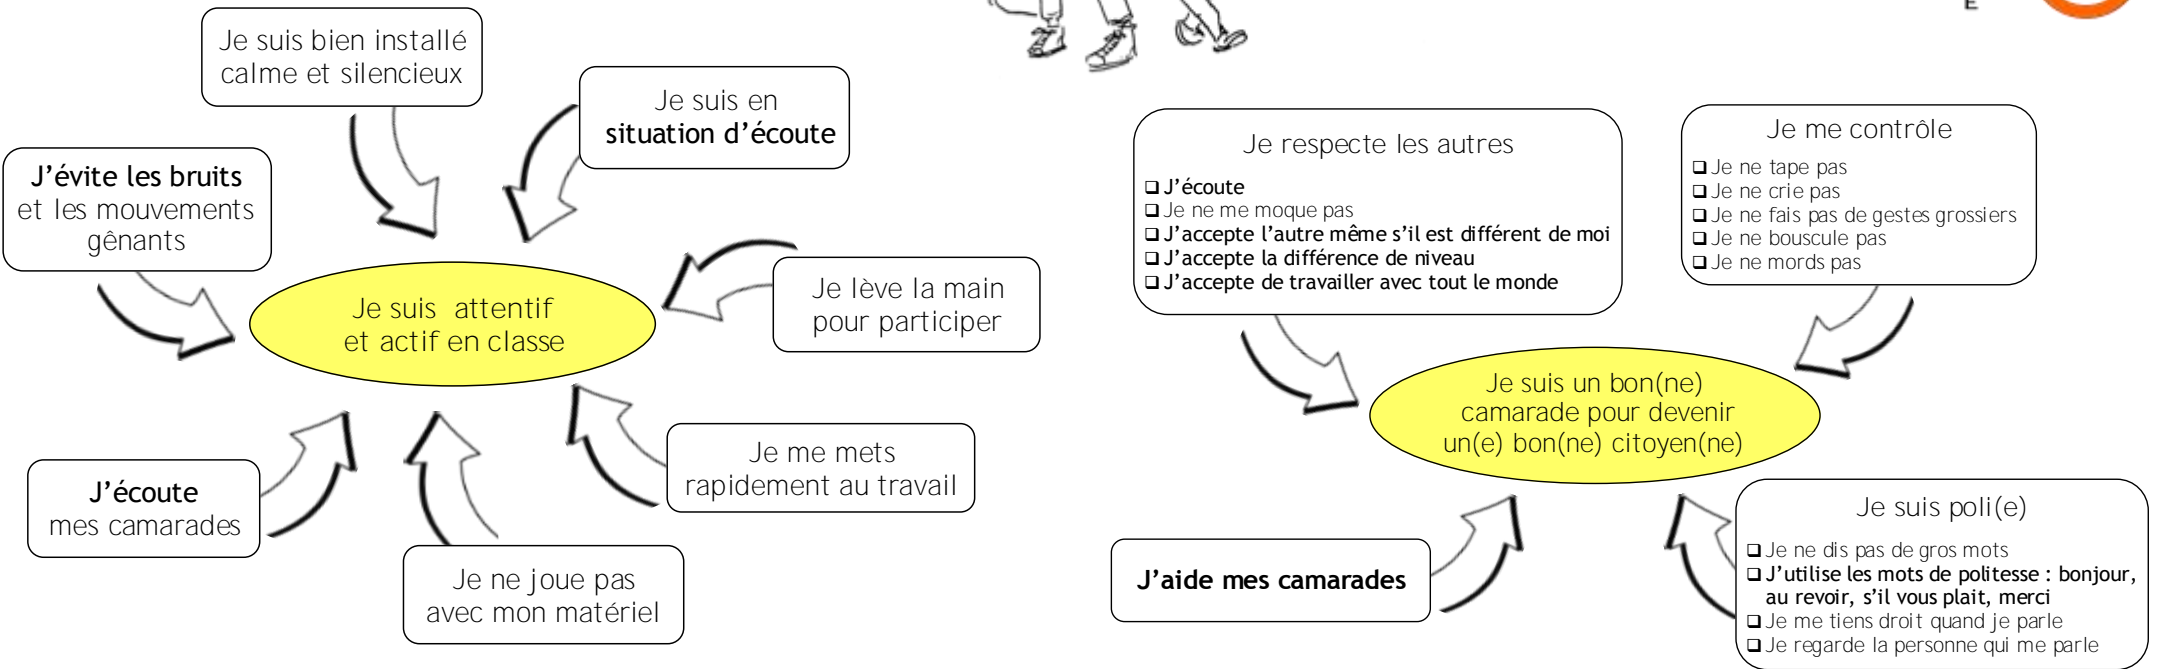 E
Je suis bien installé
calme et silencieux
Je suis en
situation d’écoute
J’évite les bruits
et les mouvements
gênants
Je suis attentif
et actif en classe
Je lève la main
pour participer
Je me mets
rapidement au travail
J’écoute
mes camarades
Je ne joue pas
avec mon matériel
Je respecte les autres
❑ J’écoute
❑ Je ne me moque pas
❑ J’accepte l’autre même s’il est différent de moi
❑ J’accepte la différence de niveau
❑ J’accepte de travailler avec tout le monde
Je me contrôle
❑ Je ne tape pas
❑ Je ne crie pas
❑ Je ne fais pas de gestes grossiers
❑ Je ne bouscule pas
❑ Je ne mords pas
Je suis un bon(ne)
camarade pour devenir
un(e) bon(ne) citoyen(ne)
J’aide mes camarades
Je suis poli(e)
❑ Je ne dis pas de gros mots
❑ J’utilise les mots de politesse : bonjour,
au revoir, s’il vous plait, merci
❑ Je me tiens droit quand je parle
❑ Je regarde la personne qui me parle